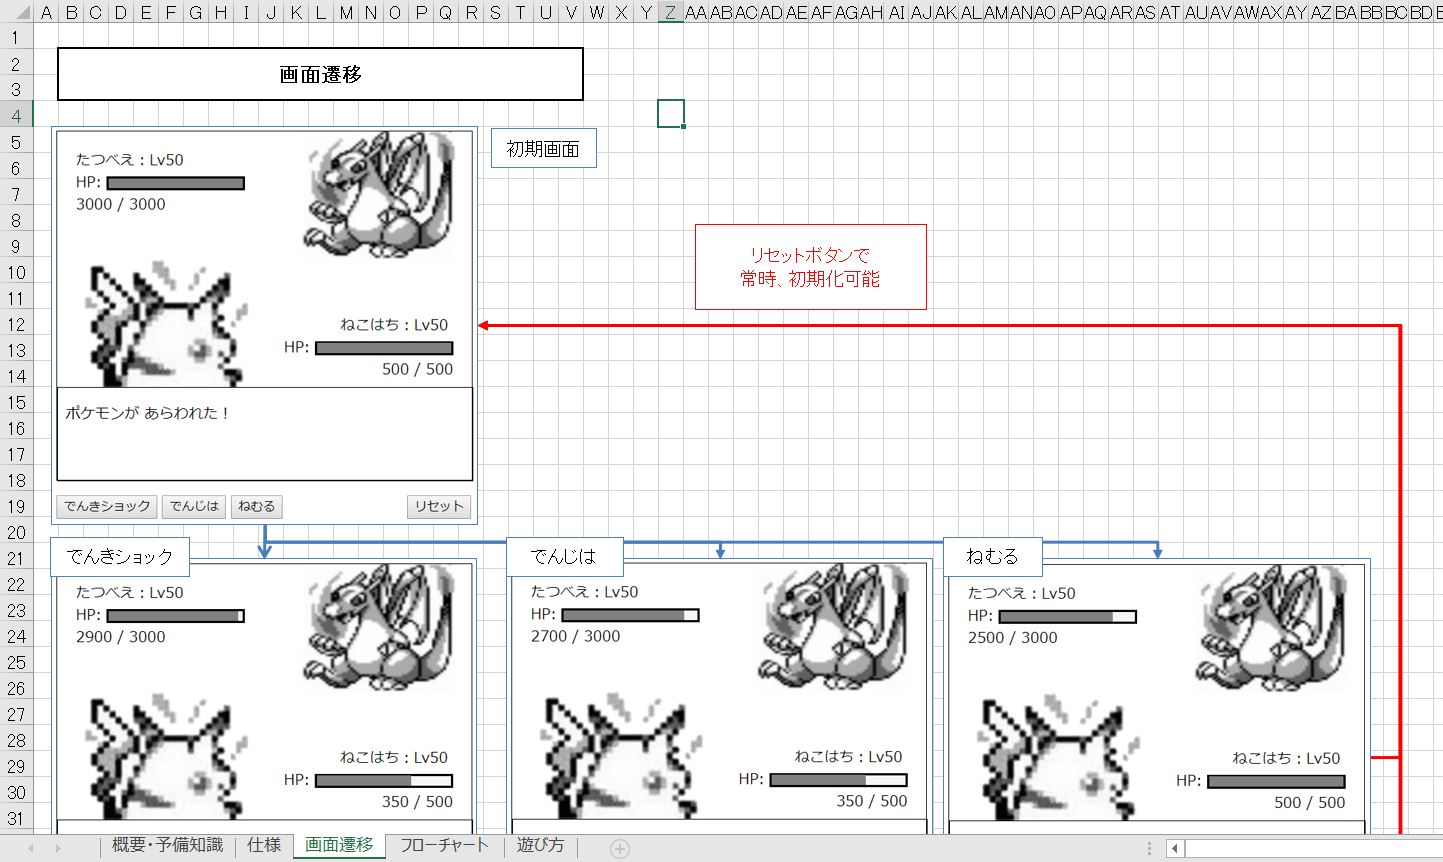 A B C D E F G H I J K L M N O P Q R S T U V W X Y Z AA AB AC AD AE AF AG AH AI AJ AK AL AM AN AO AP AQ AR AS AT AU AV AW AX AY AZ BA BB BC BD
1
2
3
4
5
6
7
8
9
10
11
12
13
14
15
16
17
18
19
20
21
22
23
24
25
26
27
28
29
30
31
画面遷移
初期画面
たつべえ：Lv50
HP:
3000 / 3000
ねこはち：Lv50
HP:
500 / 500
ポケモンが あらわれた！
でんきショック でんじは ねむる リセット
リセットボタンで
常時、初期化可能
でんきショック
たつべえ：Lv50
HP:
2900 / 3000
ねこはち：Lv50
HP:
350 / 500
でんじは
たつべえ：Lv50
HP:
2700 / 3000
ねこはち：Lv50
HP:
350 / 500
ねむる
たつべえ：Lv50
HP:
2500 / 3000
ねこはち：Lv50
HP:
500 / 500
概要・予備知識 仕様 画面遷移 フローチャート 遊び方